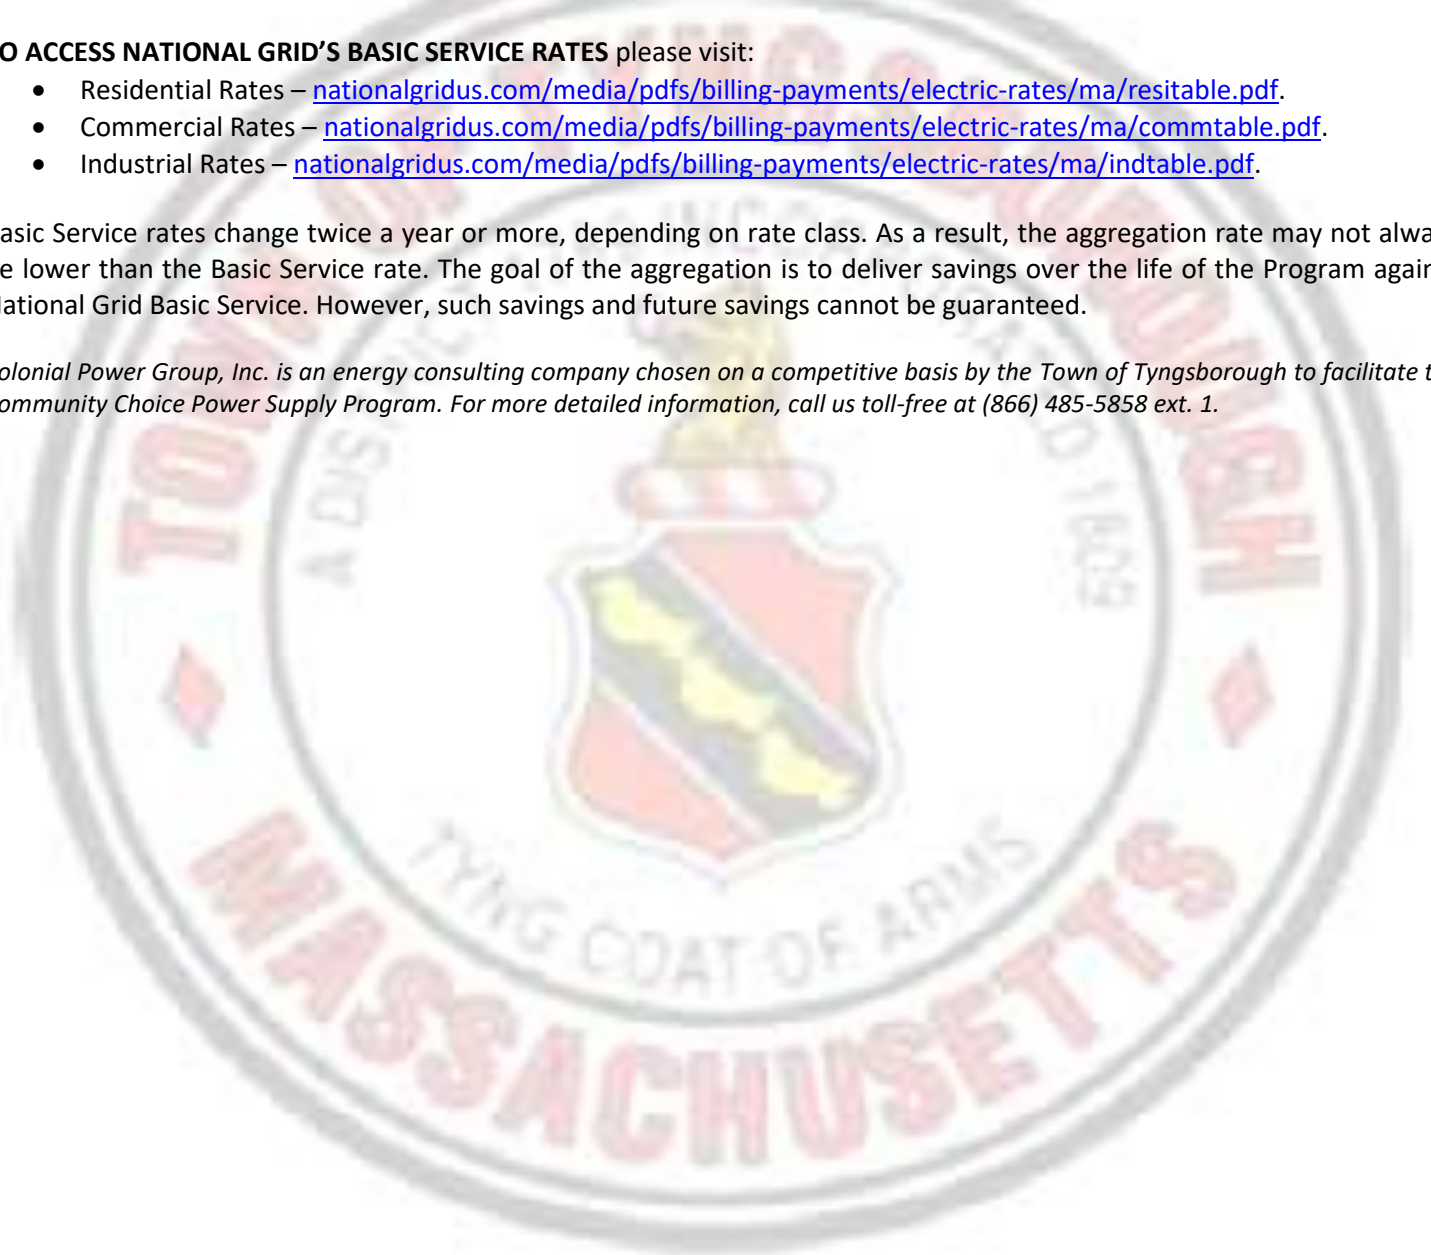 O ACCESS NATIONAL GRID’S BASIC SERVICE RATES please visit:
• Residential Rates – nationalgridus.com/media/pdfs/billing-payments/electric-rates/ma/resitable.pdf.
• Commercial Rates – nationalgridus.com/media/pdfs/billing-payments/electric-rates/ma/commtable.pdf.
• Industrial Rates – nationalgridus.com/media/pdfs/billing-payments/electric-rates/ma/indtable.pdf.
asic Service rates change twice a year or more, depending on rate class. As a result, the aggregation rate may not alwa
e lower than the Basic Service rate. The goal of the aggregation is to deliver savings over the life of the Program again
ational Grid Basic Service. However, such savings and future savings cannot be guaranteed.
olonial Power Group, Inc. is an energy consulting company chosen on a competitive basis by the Town of Tyngsborough to facilitate t
ommunity Choice Power Supply Program. For more detailed information, call us toll-free at (866) 485-5858 ext. 1.
TOWN OF TYNGSBOROUGH
A DISTRICT INCORPORATED 1809
TYNG COAT OF ARMS
MASSACHUSETTS